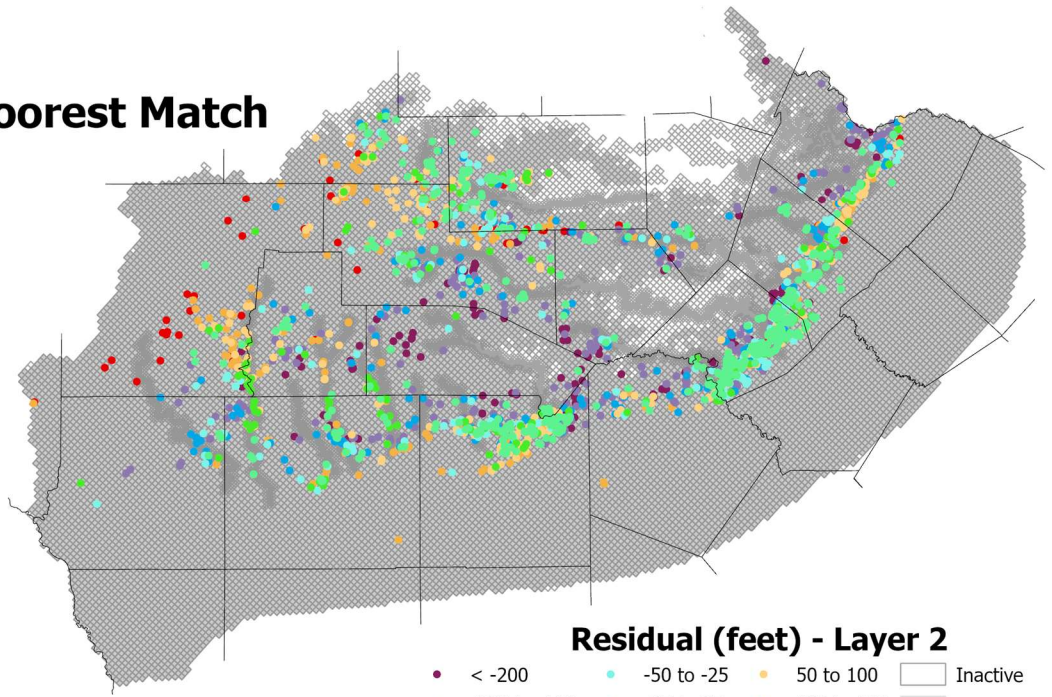 oorest Match
Residual (feet) - Layer 2
< -200 -50 to -25 50 to 100 Inactive